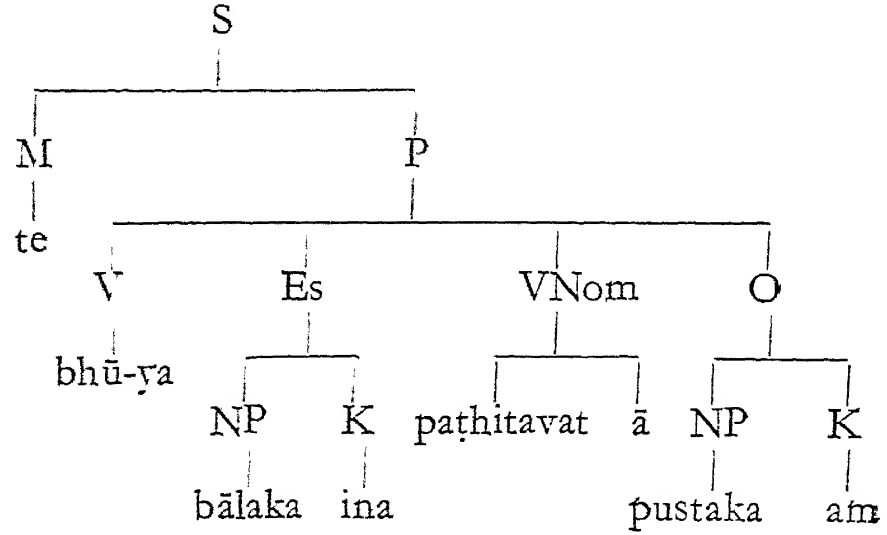 S
M P
te
V Es VNom O
bhū-ya
NP K paṭhitavat ā NP K
bālaka ina pustaka am